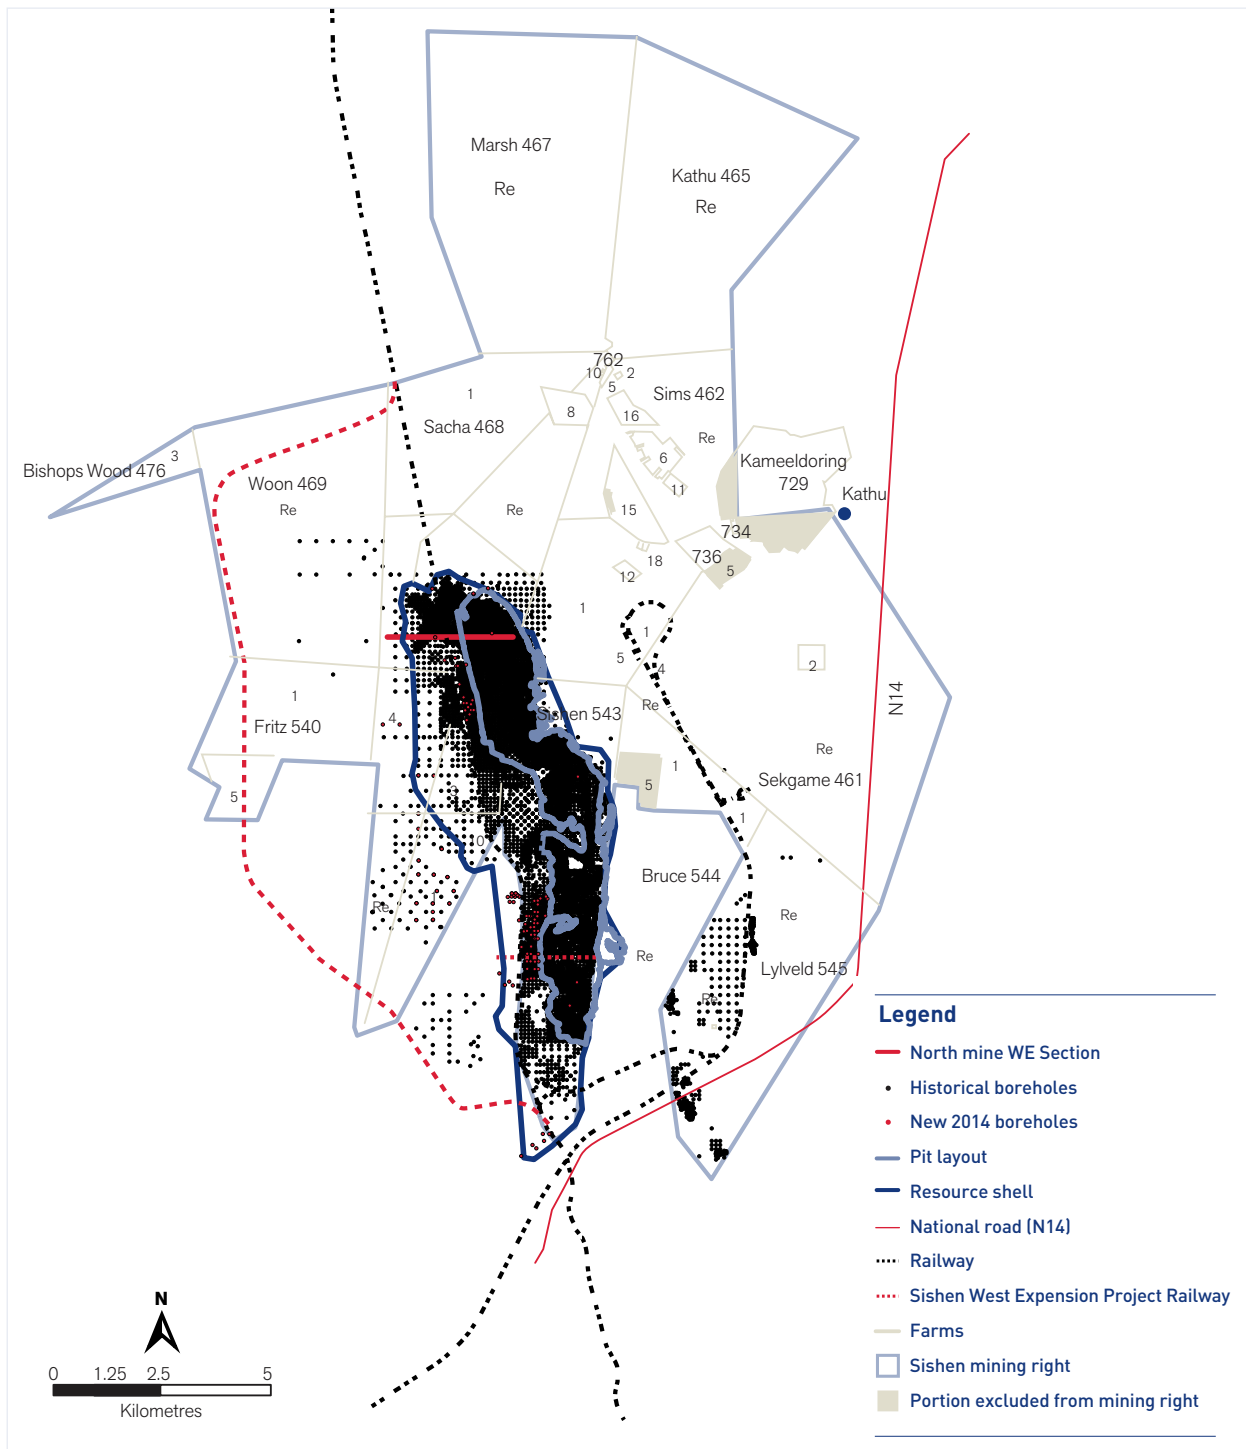 Marsh 467
Re
Kathu 465
Re
762
10
2
5
1
Sims 462
8
16
Sacha 468
Re
3
6
Bishops Wood 476
Kameeldoring
729
Woon 469
11
Kathu
Re
Re
15
734
736
18
5
12
1
1
5
4
2
1
Re
4
Sishen 543
N14
Fritz 540
Re
1
Sekgame 461
5
3
5
1
0
Bruce 544
Re
Re
Re
Lylveld 545
Re
Legend
North mine WE Section
Historical boreholes
New 2014 boreholes
Pit layout
Resource shell
National road (N14)
Railway
Sishen West Expension Project Railway
Farms
Sishen mining right
Portion excluded from mining right
N
0 1.25 2.5 5
Kilometres